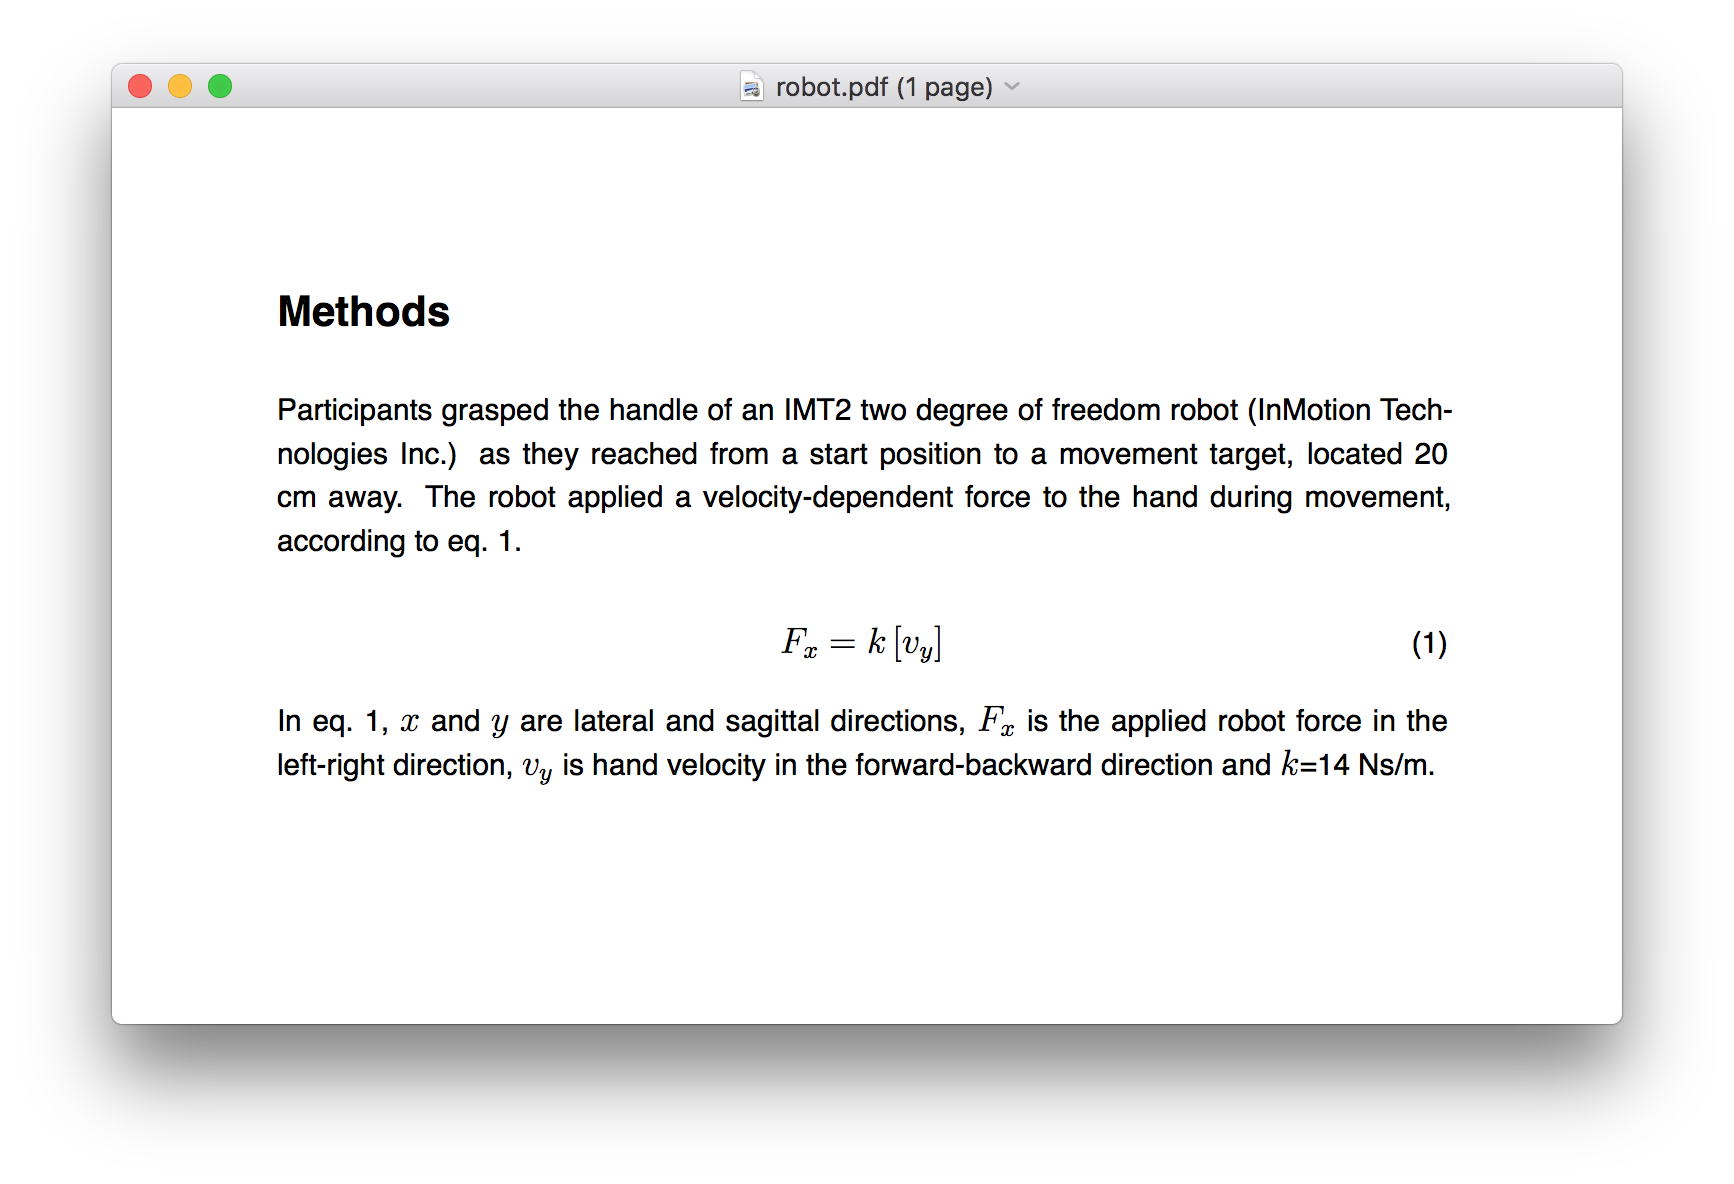 robot.pdf (1 page)
Methods
Participants grasped the handle of an IMT2 two degree of freedom robot (InMotion Tech-
nologies Inc.) as they reached from a start position to a movement target, located 20
cm away. The robot applied a velocity-dependent force to the hand during movement,
according to eq. 1.
F_x = k [v_y] (1)
In eq. 1, x and y are lateral and sagittal directions, F_x is the applied robot force in the
left-right direction, v_y is hand velocity in the forward-backward direction and k=14 Ns/m.